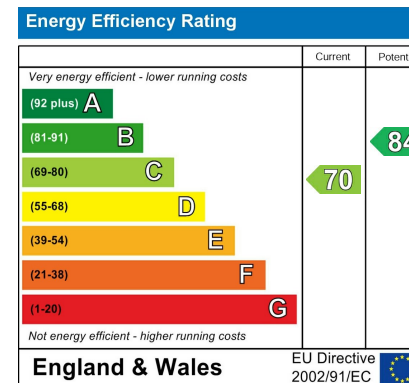 Energy Efficiency Rating
Current Potent
Very energy efficient - lower running costs
(92 plus) A
(81-91) B
84
(69-80) C
70
(55-68) D
(39-54) E
(21-38) F
(1-20) G
Not energy efficient - higher running costs
England & Wales
EU Directive
2002/91/EC